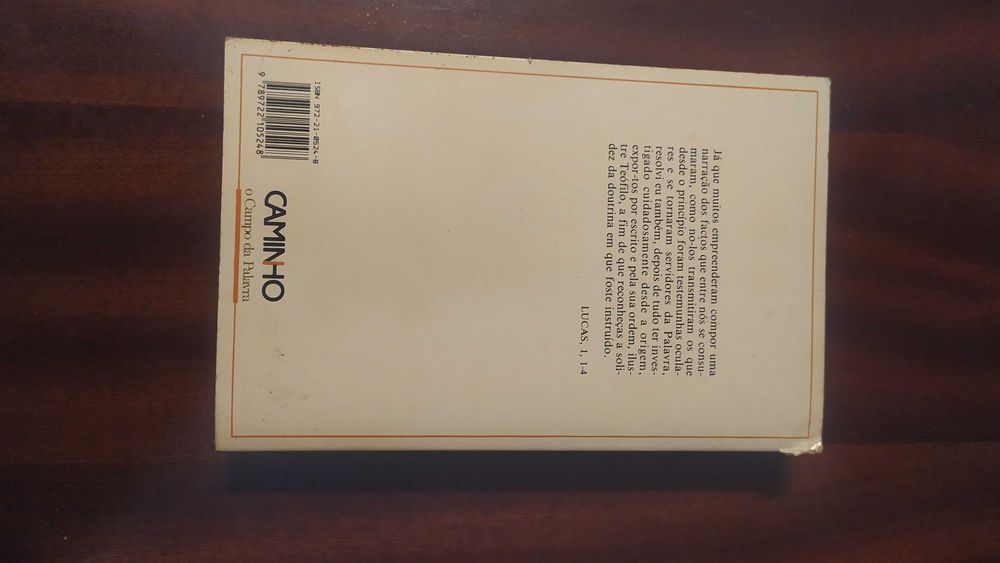 Já que muitos empreenderam compor uma
narração dos factos que entre nós se consu-
maram, como no-los transmitiram os que
desde o princípio foram testemunhas ocula-
res e se tornaram servidores da Palavra,
resolvi eu também, depois de tudo ter inves-
tigado cuidadosamente desde a origem,
expor-tos por escrito e pela sua ordem, ilus-
tre Teófilo, a fim de que reconheças a soli-
dez da doutrina em que foste instruído.
LUCAS, 1, 1-4
ISBN 972-21-0524-8
9 789722 105248
CAMINHO
o Campo da Palavra